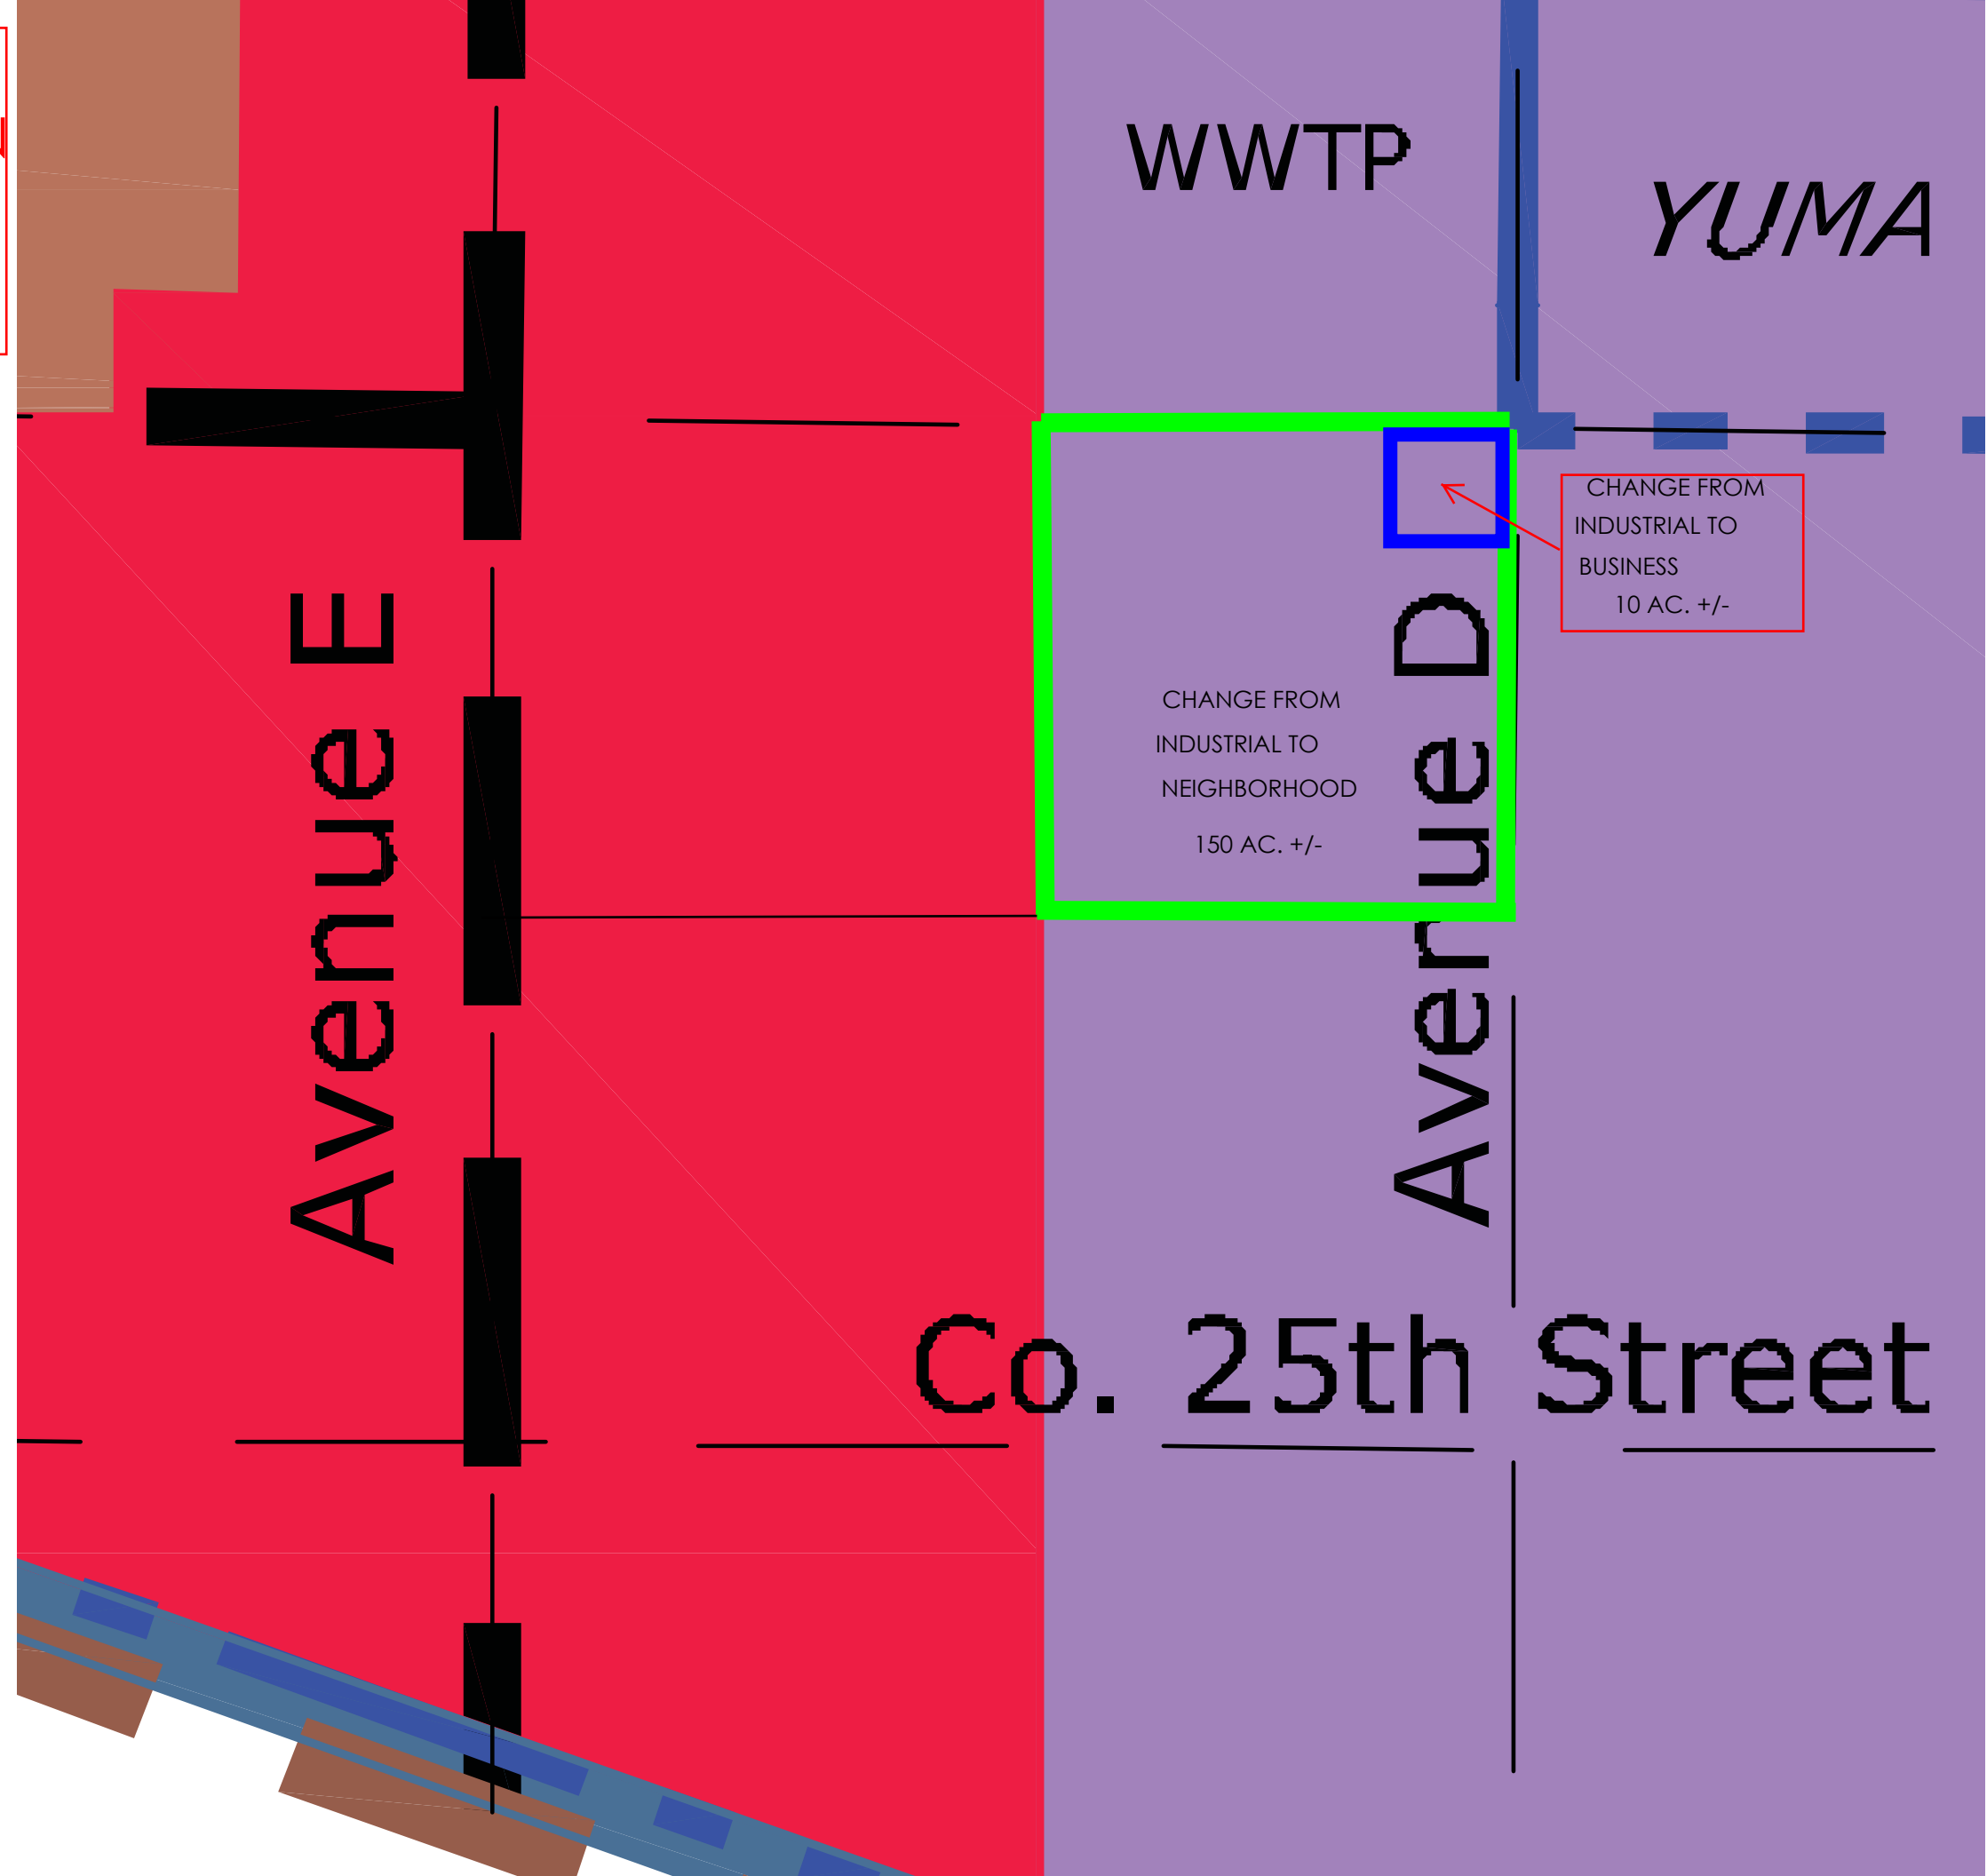 WWTP
YUMA
CHANGE FROM
INDUSTRIAL TO
BUSINESS
10 AC. +/-
Avenue E
CHANGE FROM
INDUSTRIAL TO
NEIGHBORHOOD
150 AC. +/-
Avenue D
Co. 25th Street